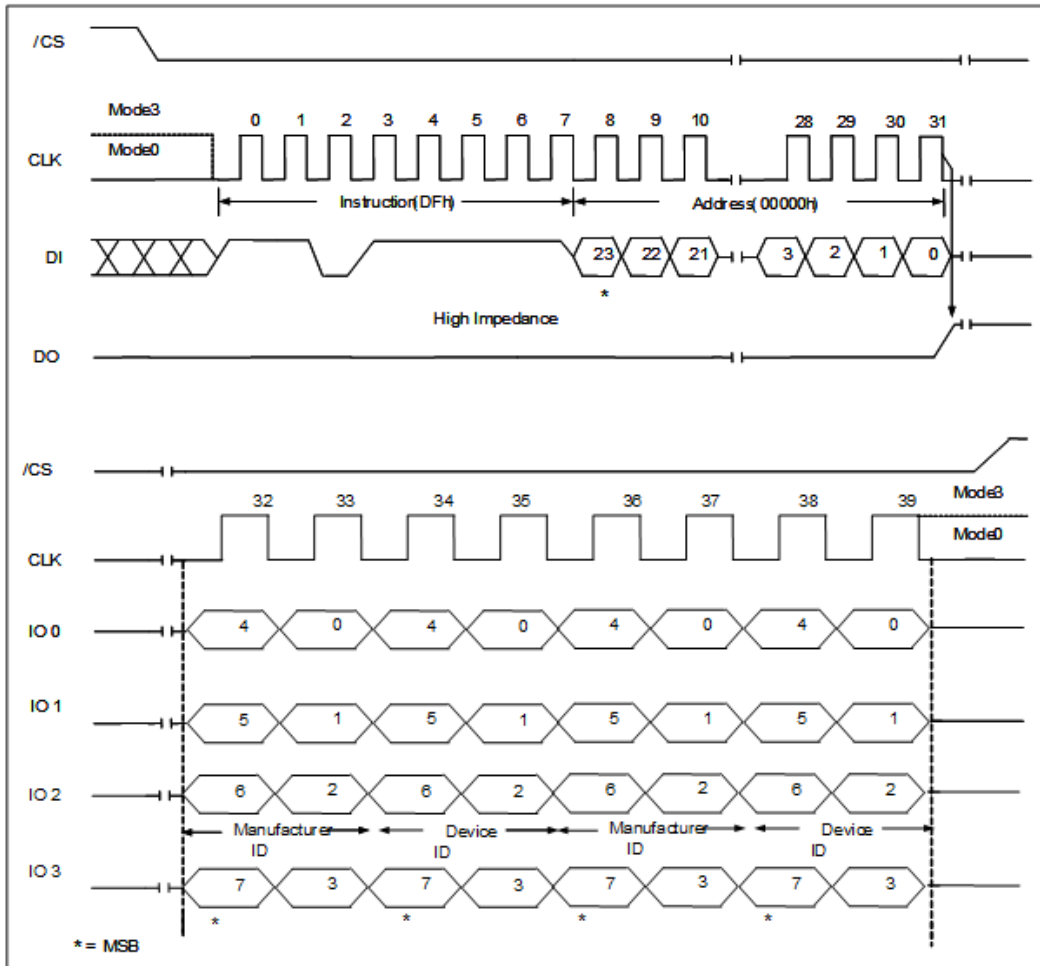 /CS
Mode3
0 1 2 3 4 5 6 7 8 9 10 28 29 30 31
Mode0
CLK
Instruction(DFh) Address(00000h)
DI 23 22 21 3 2 1 0
*
High Impedance
DO
/CS
32 33 34 35 36 37 38 39 Mode3
Mode0
CLK
IO 0 4 0 4 0 4 0 4 0
IO 1 5 1 5 1 5 1 5 1
IO 2 6 2 6 2 6 2 6 2
Manufacturer Device Manufacturer Device
ID ID ID ID
IO 3 7 3 7 3 7 3 7 3
* * * *
* = MSB